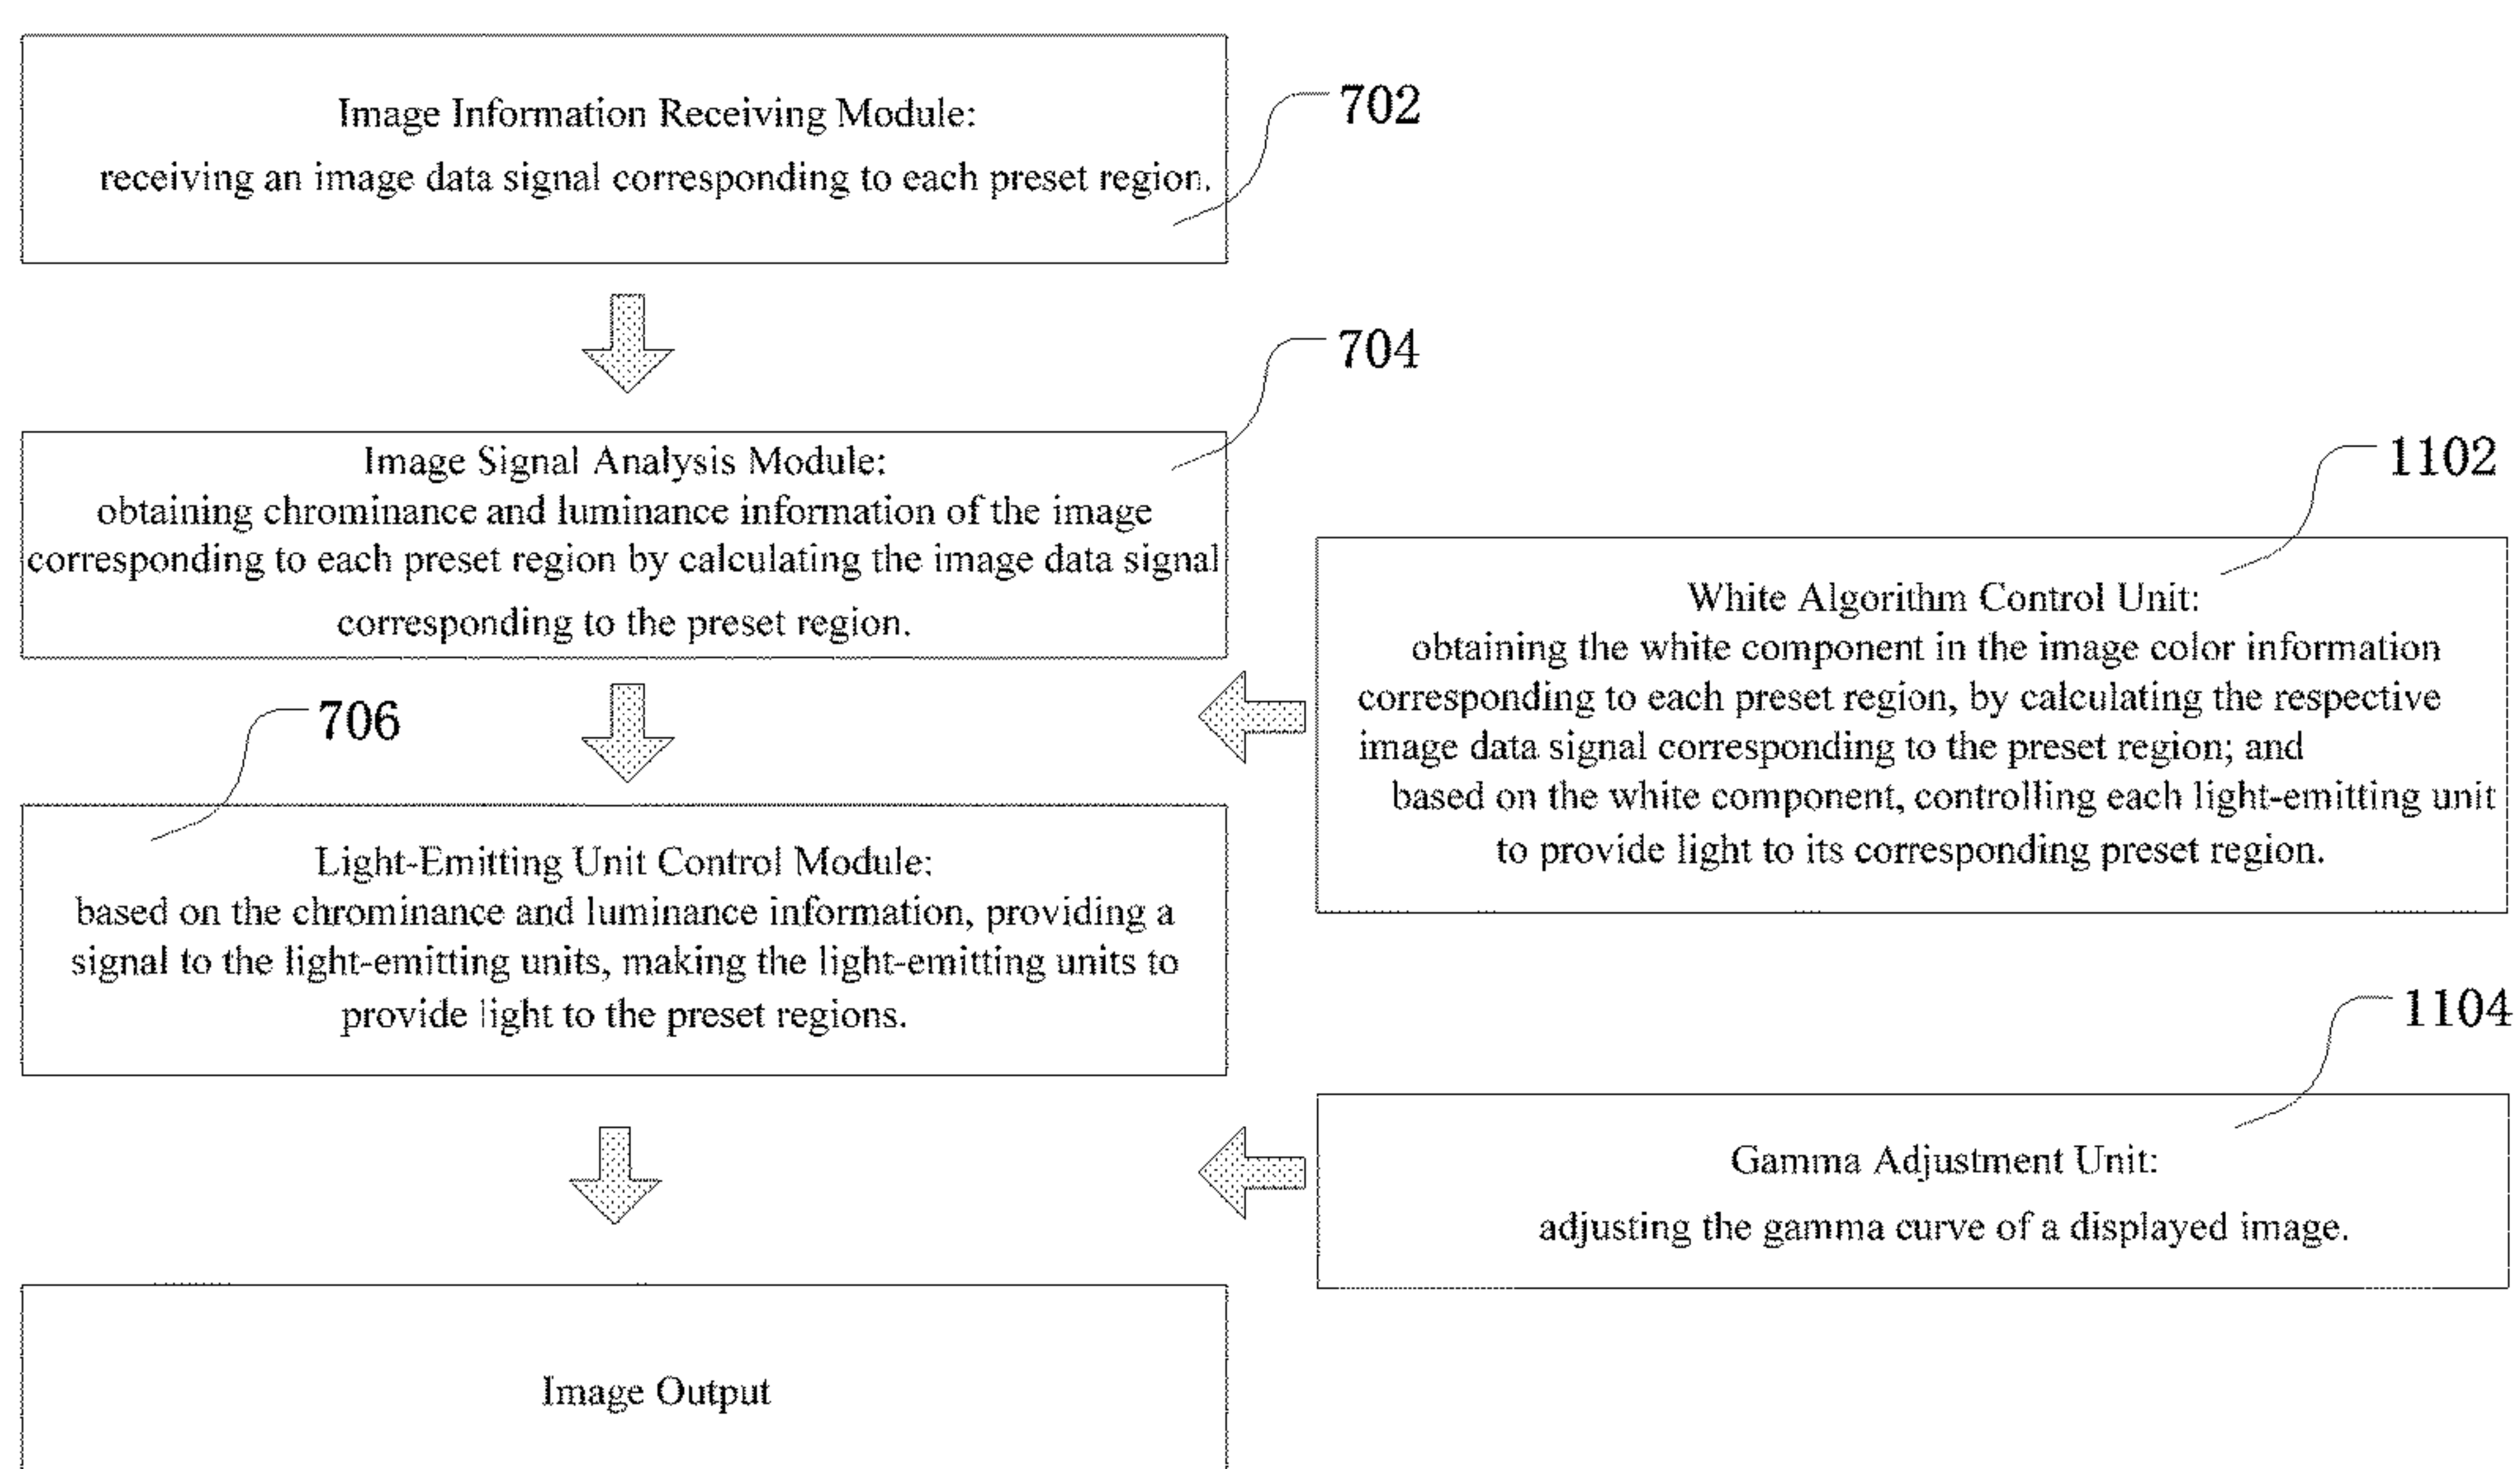 Image Information Receiving Module:
receiving an image data signal corresponding to each preset region.
702
704
Image Signal Analysis Module:
obtaining chrominance and luminance information of the image
corresponding to each preset region by calculating the image data signal
corresponding to the preset region.
1102
White Algorithm Control Unit:
obtaining the white component in the image color information
corresponding to each preset region, by calculating the respective
image data signal corresponding to the preset region; and
based on the white component, controlling each light-emitting unit
to provide light to its corresponding preset region.
706
Light-Emitting Unit Control Module:
based on the chrominance and luminance information, providing a
signal to the light-emitting units, making the light-emitting units to
provide light to the preset regions.
1104
Gamma Adjustment Unit:
adjusting the gamma curve of a displayed image.
Image Output